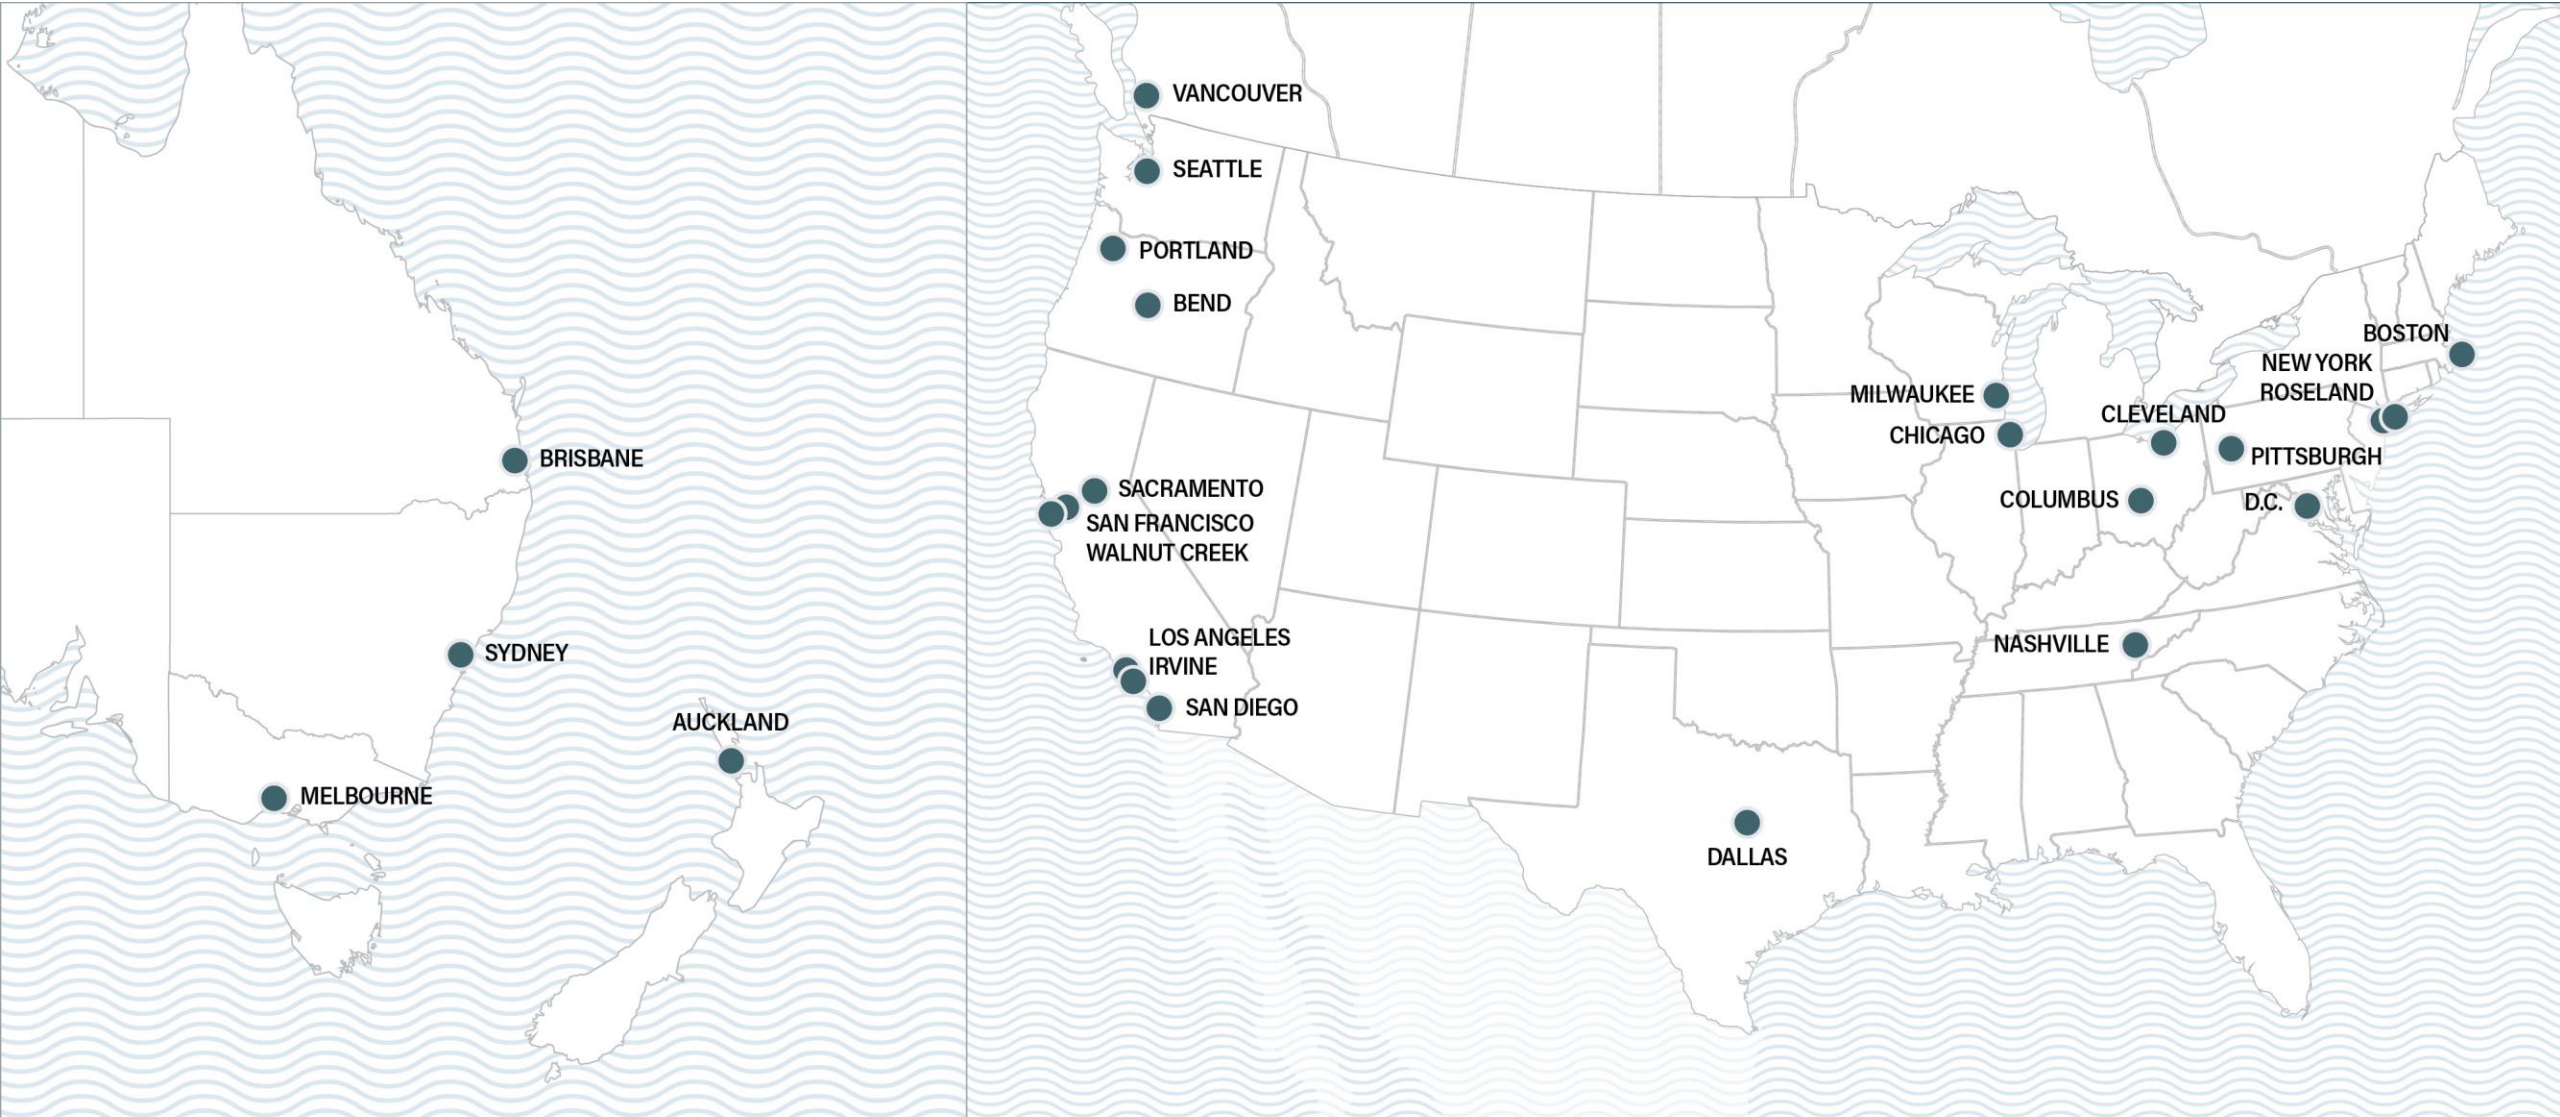 BRISBANE
SYDNEY
MELBOURNE
AUCKLAND
VANCOUVER
SEATTLE
PORTLAND
BEND
SACRAMENTO
SAN FRANCISCO
WALNUT CREEK
LOS ANGELES
IRVINE
SAN DIEGO
DALLAS
MILWAUKEE
CHICAGO
CLEVELAND
COLUMBUS
NASHVILLE
BOSTON
NEW YORK
ROSELAND
PITTSBURGH
D.C.